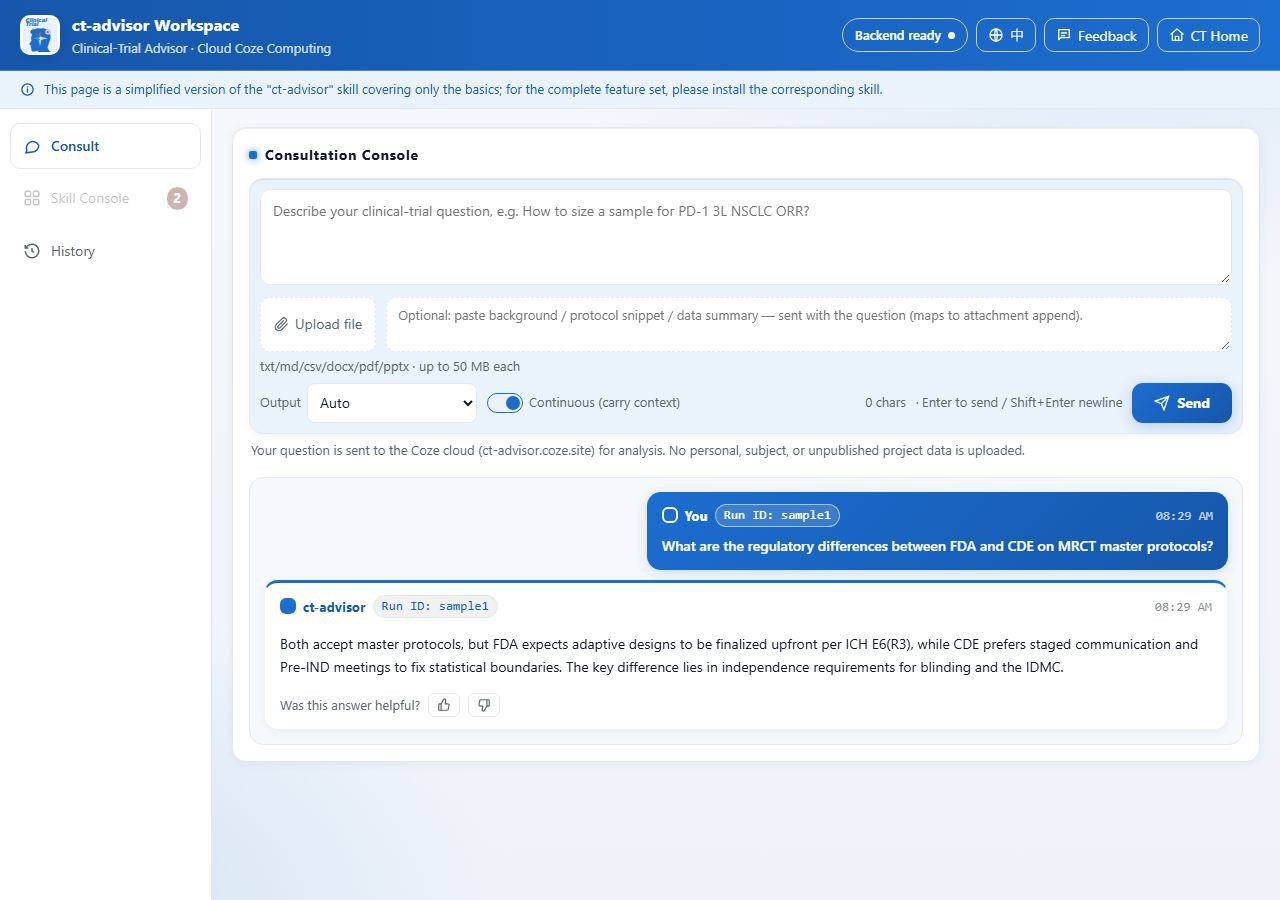 Clinical
Trial
ct-advisor Workspace
Clinical-Trial Advisor · Cloud Coze Computing
Backend ready
中
Feedback
CT Home
This page is a simplified version of the "ct-advisor" skill covering only the basics; for the complete feature set, please install the corresponding skill.
Consult
Skill Console
2
History
Consultation Console
Describe your clinical-trial question, e.g. How to size a sample for PD-1 3L NSCLC ORR?
Upload file
Optional: paste background / protocol snippet / data summary — sent with the question (maps to attachment append).
txt/md/csv/docx/pdf/pptx · up to 50 MB each
Output
Auto
Continuous (carry context)
0 chars
· Enter to send / Shift+Enter newline
Send
Your question is sent to the Coze cloud (ct-advisor.coze.site) for analysis. No personal, subject, or unpublished project data is uploaded.
You
Run ID: sample1
08:29 AM
What are the regulatory differences between FDA and CDE on MRCT master protocols?
ct-advisor
Run ID: sample1
08:29 AM
Both accept master protocols, but FDA expects adaptive designs to be finalized upfront per ICH E6(R3), while CDE prefers staged communication and
Pre-IND meetings to fix statistical boundaries. The key difference lies in independence requirements for blinding and the IDMC.
Was this answer helpful?